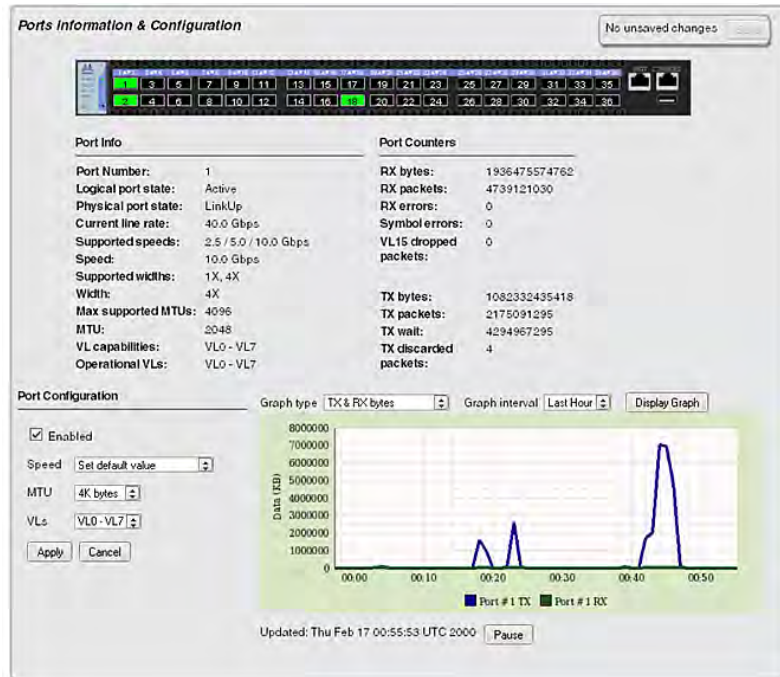 Ports Information & Configuration
No unsaved changes
1 3 5 7 9 11 13 15 17 19 21 23 25 27 29 31 33 35
2 4 6 8 10 12 14 16 18 20 22 24 26 28 30 32 34 36
Port Info
Port Number: 1
Logical port state: Active
Physical port state: LinkUp
Current line rate: 40.0 Gbps
Supported speeds: 2.5 / 5.0 / 10.0 Gbps
Speed: 10.0 Gbps
Supported widths: 1X, 4X
Width: 4X
Max supported MTUs: 4096
MTU: 2048
VL capabilities: VL0 - VL7
Operational VLs: VL0 - VL7
Port Counters
RX bytes: 1936475574762
RX packets: 4739121030
RX errors: 0
Symbol errors: 0
VL15 dropped 0
packets:
TX bytes: 1082332435418
TX packets: 2175091295
TX wait: 4294967295
TX discarded 4
packets:
Port Configuration
Enabled
Speed Set default value
MTU 4K bytes
VLs VL0 - VL7
Apply Cancel
Graph type TX & RX bytes Graph interval Last Hour Display Graph
Data (KB)
8000000
7000000
6000000
5000000
4000000
3000000
2000000
1000000
0
00:00 00:10 00:20 00:30 00:40 00:50
Port # 1 TX Port # 1 RX
Updated: Thu Feb 17 00:55:53 UTC 2000 Pause